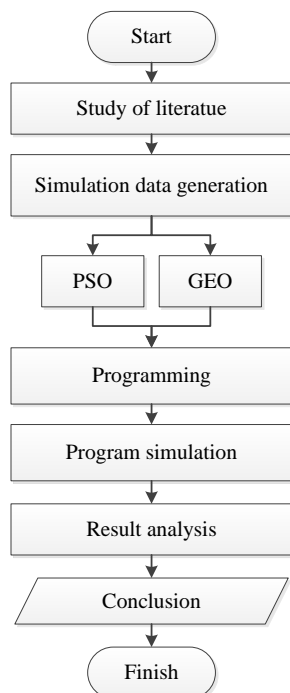 Start
Study of literatue
Simulation data generation
PSO
GEO
Programming
Program simulation
Result analysis
Conclusion
Finish